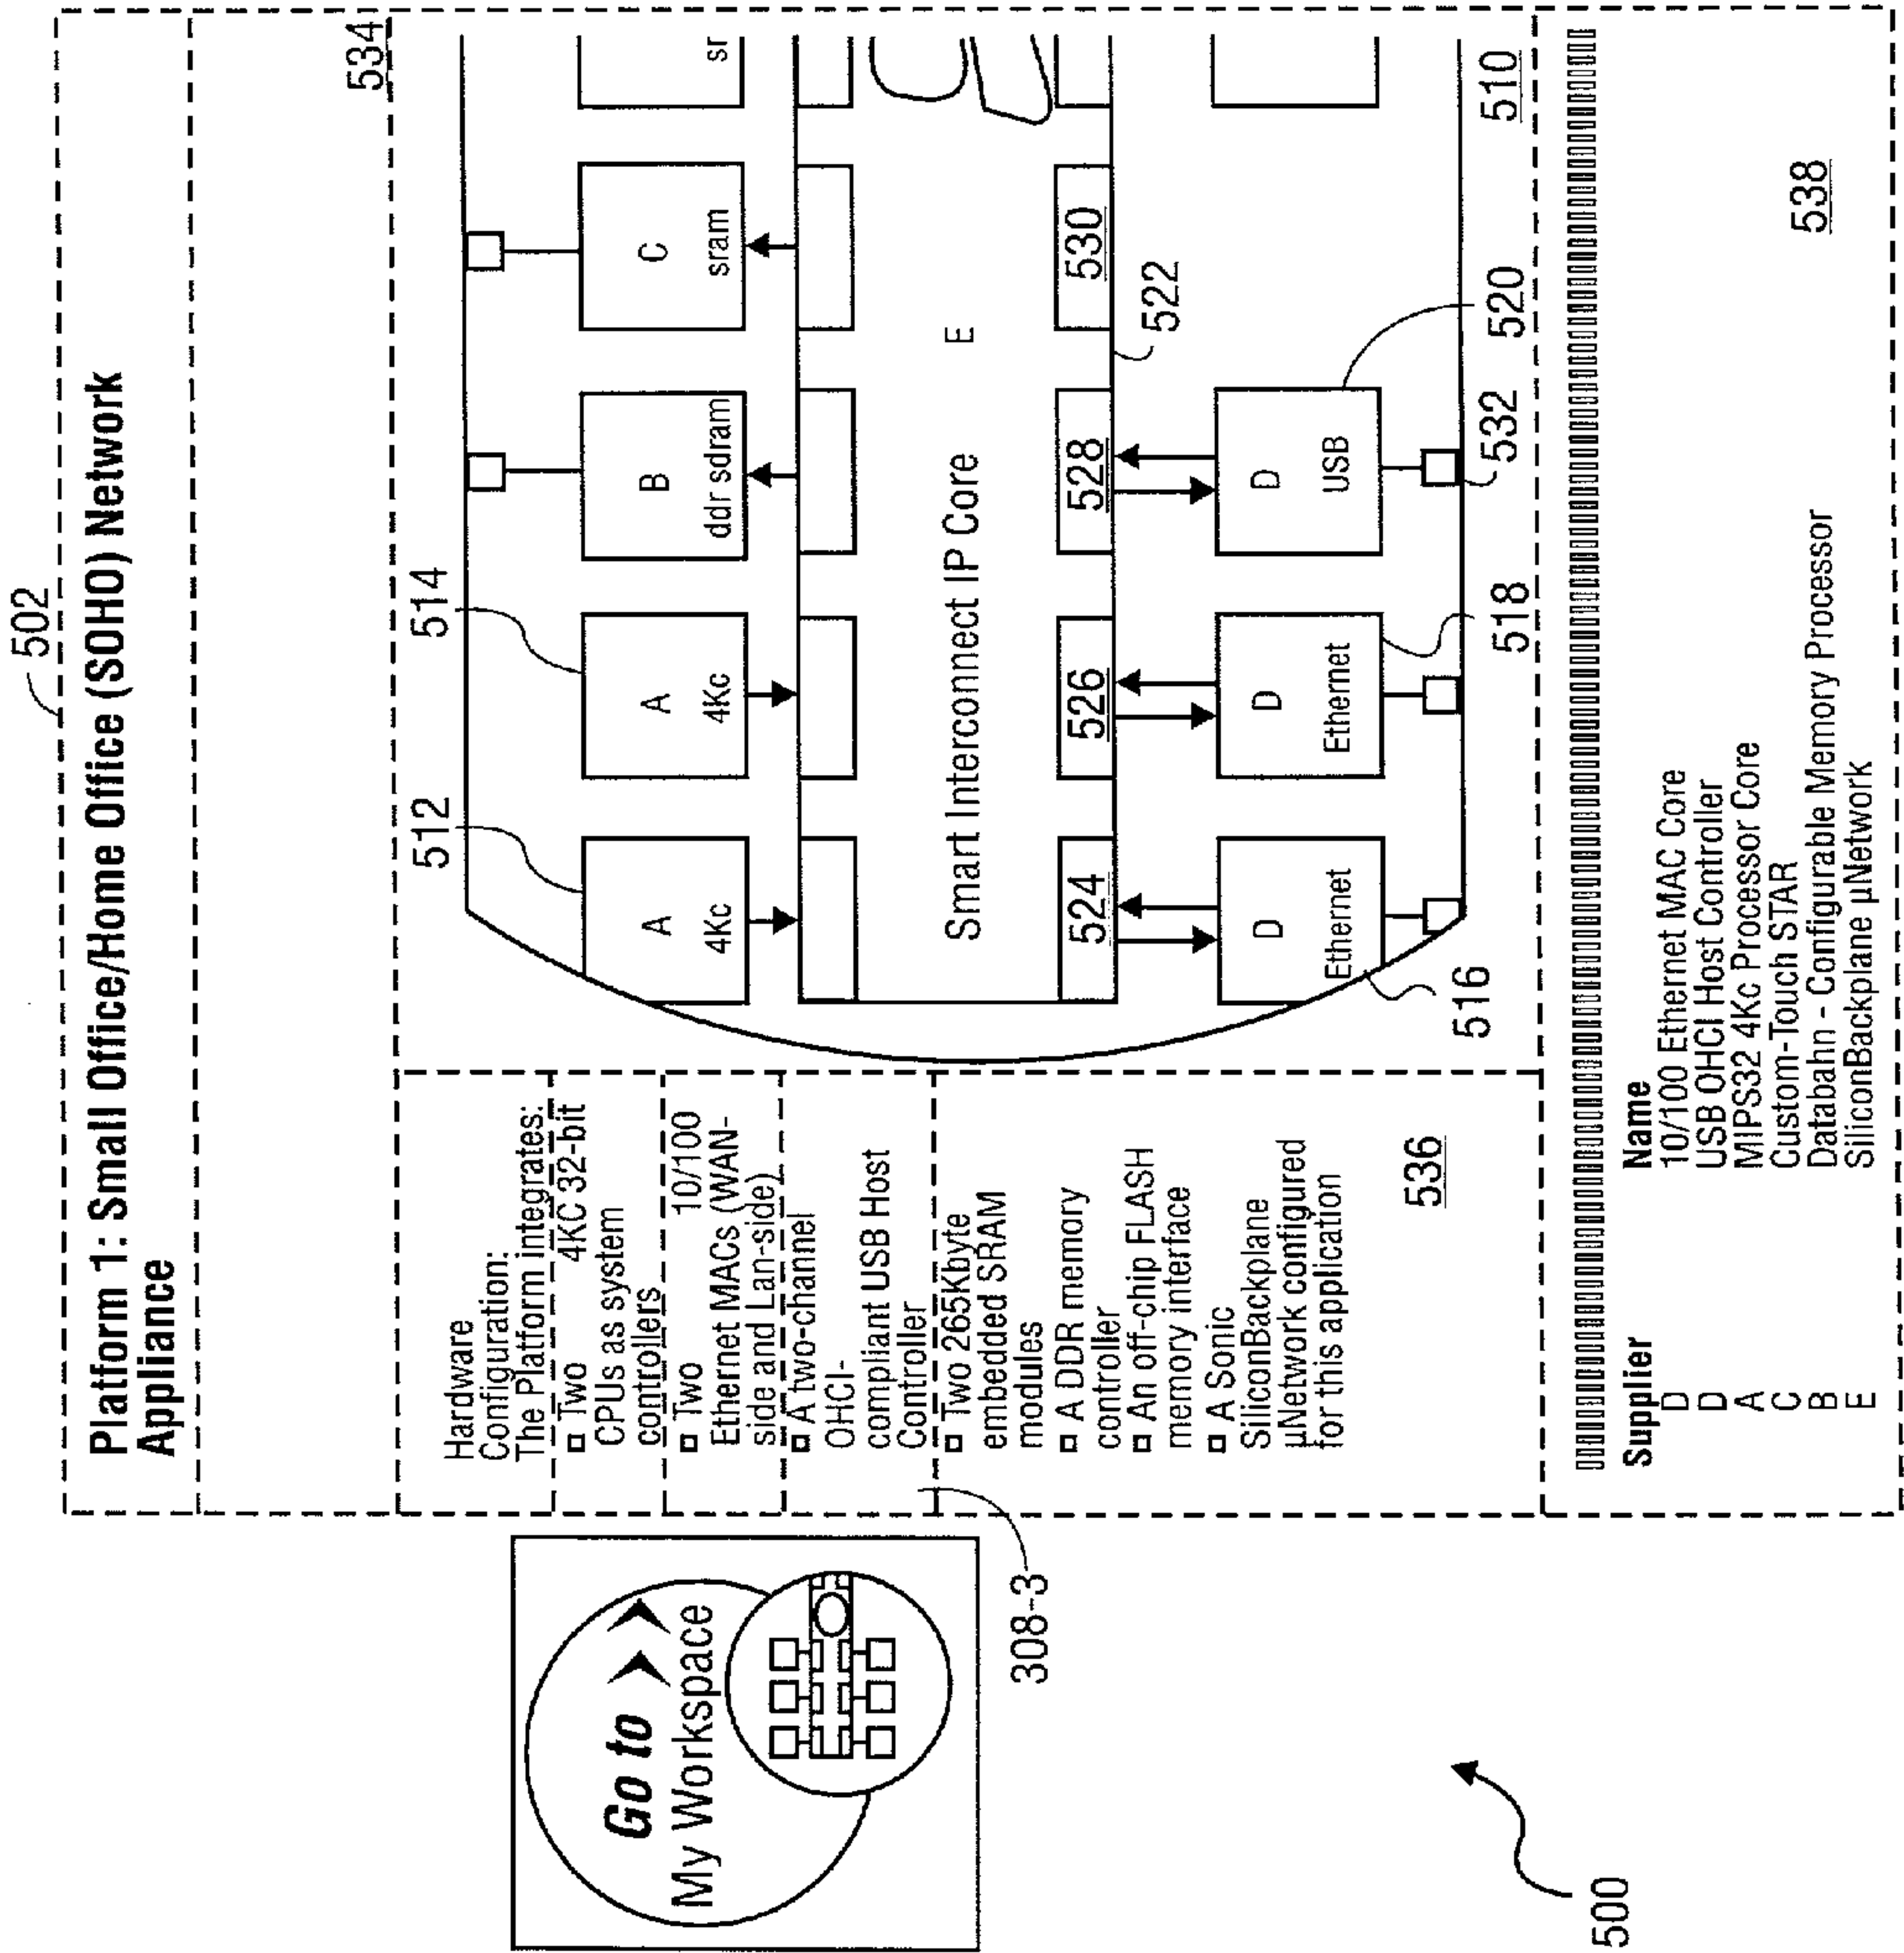 502
Platform 1: Small Office/Home Office (SOHO) Network
Appliance
534
Go to
My Workspace
308-3
500
Hardware
Configuration:
The Platform integrates:
Two 4KC 32-bit
CPUs as system
controllers
Two 10/100
Ethernet MACs (WAN-
side and Lan-side)
A two-channel
OHCI-
compliant USB Host
Controller
Two 265Kbyte
embedded SRAM
modules
A DDR memory
controller
An off-chip FLASH
memory interface
A Sonic
SiliconBackplane
µNetwork configured
for this application
536
512
514
A
4Kc
A
4Kc
B
ddr sdram
C
sram
sr
Smart Interconnect IP Core E
524
526
528
530
522
D
Ethernet
D
Ethernet
D
USB
516
518
532
520
510
Supplier Name
D 10/100 Ethernet MAC Core
D USB OHCI Host Controller
A MIPS32 4Kc Processor Core
C Custom-Touch STAR
B Databahn - Configurable Memory Processor
E SiliconBackplane µNetwork
538